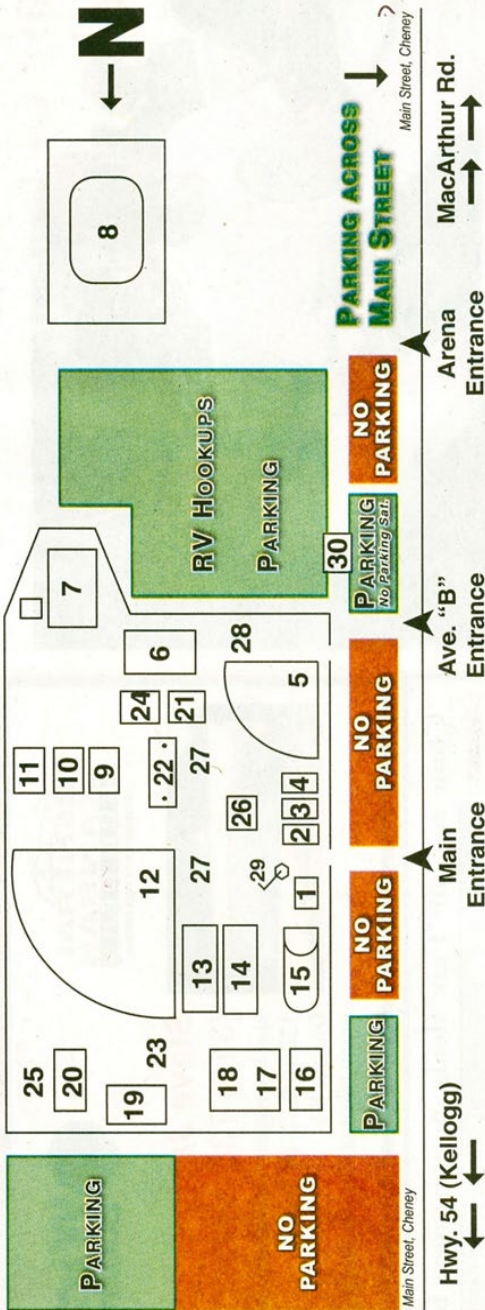 N
8
PARKING
25
20
19
23
18
17
16
12
13
14
15
27
29
1
11
10
9
22
27
26
2
3
4
24
21
6
7
28
5
RV HOOKUPS
PARKING
30
NO
PARKING
PARKING
NO
PARKING
NO
PARKING
PARKING
No Parking Sat.
NO
PARKING
PARKING ACROSS
MAIN STREET
Main Street, Cheney
Main Street, Cheney
Hwy. 54 (Kellogg)
Main
Entrance
Ave. "B"
Entrance
Arena
Entrance
MacArthur Rd.